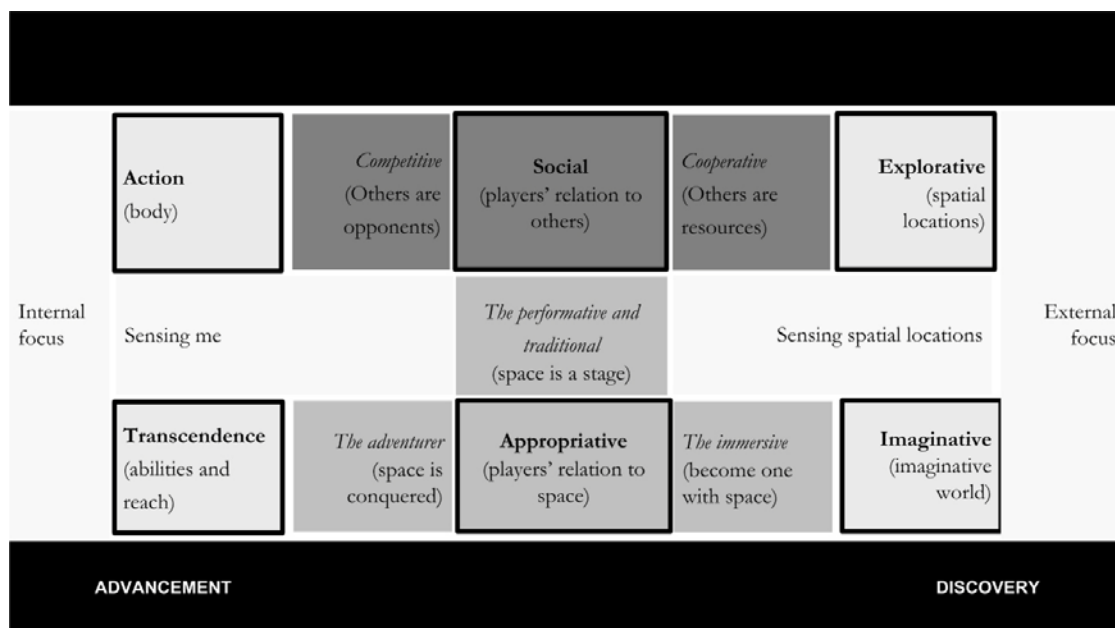 Action
(body)
Competitive
(Others are
opponents)
Social
(players’ relation to
others)
Cooperative
(Others are
resources)
Explorative
(spatial
locations)
Internal
focus
Sensing me
The performative and
traditional
(space is a stage)
Sensing spatial locations
External
focus
Transcendence
(abilities and
reach)
The adventurer
(space is
conquered)
Appropriative
(players’ relation to
space)
The immersive
(become one
with space)
Imaginative
(imaginative
world)
ADVANCEMENT
DISCOVERY